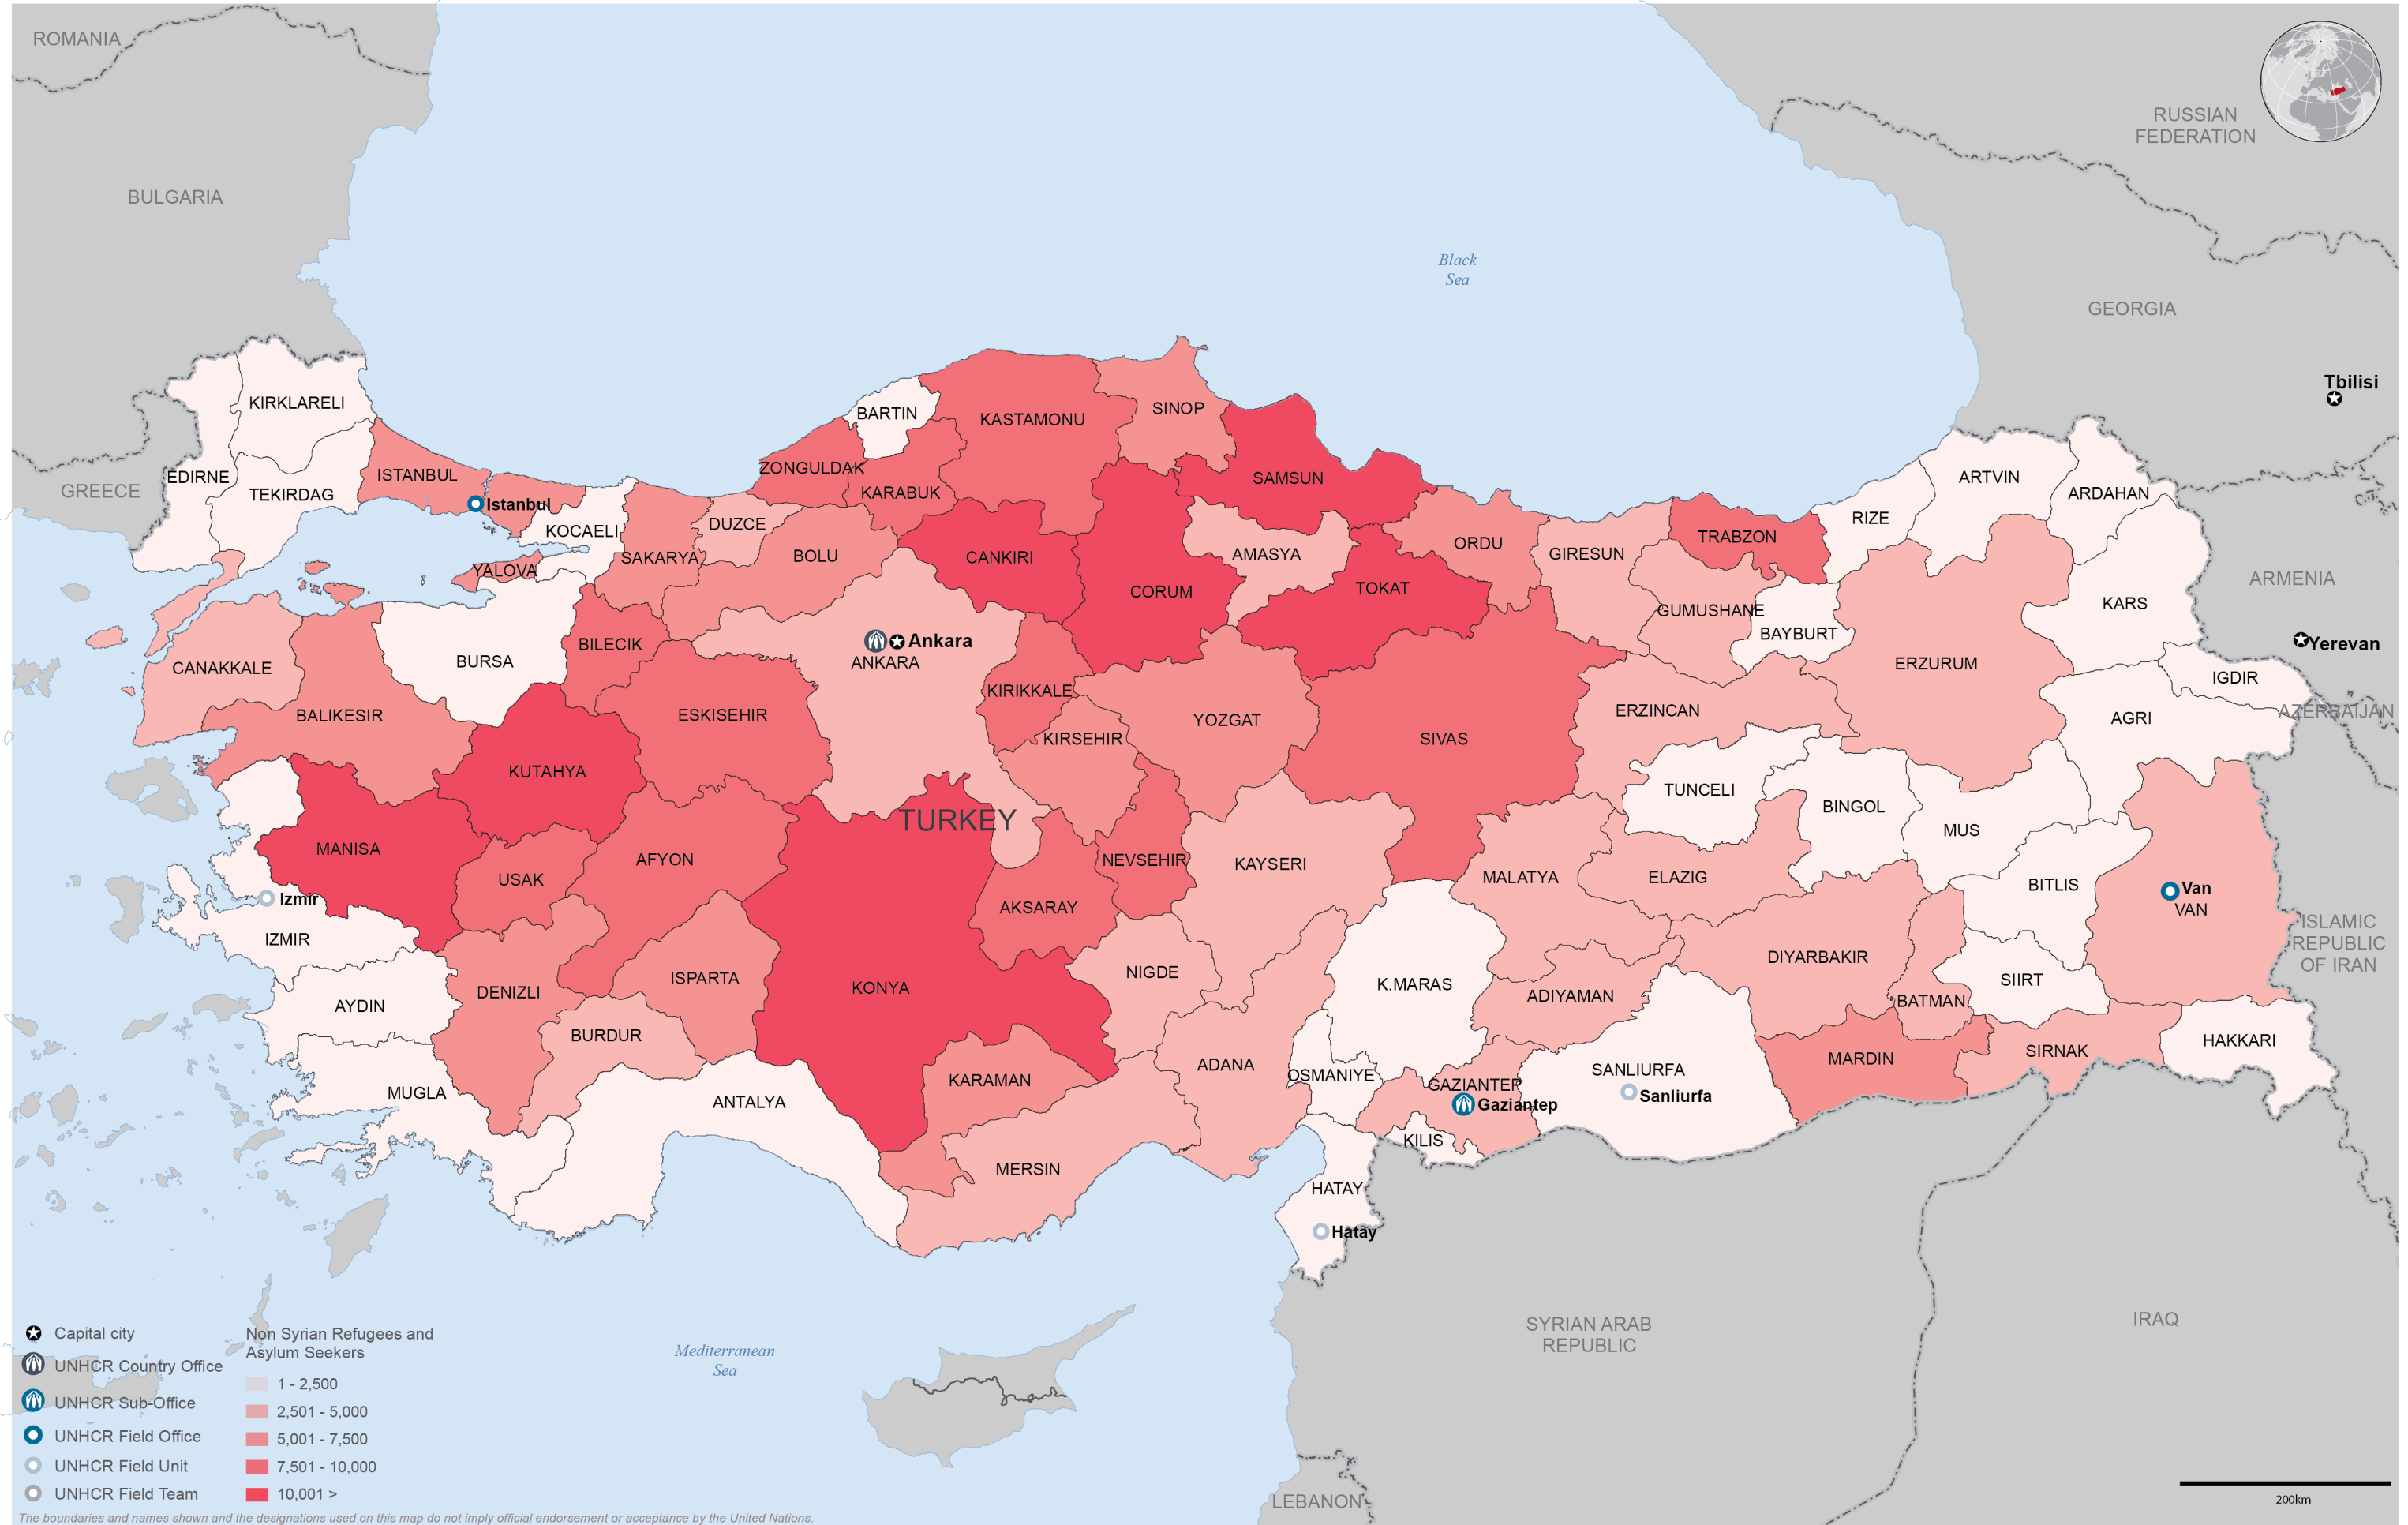 ROMANIA
RUSSIAN
FEDERATION
BULGARIA
Black
Sea
GEORGIA
Tbilisi
KIRKLARELI
BARTIN
SINOP
KASTAMONU
EDIRNE
ISTANBUL
ZONGULDAK
SAMSUN
ARTVIN
GREECE
TEKIRDAG
KARABUK
ARDAHAN
Istanbul
KOCAELI
DUZCE
RIZE
TRABZON
YALOVA
SAKARYA
BOLU
CANKIRI
AMASYA
ORDU
GIRESUN
ARMENIA
CORUM
TOKAT
KARS
GUMUSHANE
BAYBURT
Ankara
ANKARA
Yerevan
BILECIK
BURSA
CANAKKALE
ERZURUM
IGDIR
KIRIKKALE
BALIKESIR
ESKISEHIR
YOZGAT
ERZINCAN
AGRI
AZERBAIJAN
KIRSEHIR
SIVAS
KUTAHYA
TUNCELI
BINGOL
TURKEY
MUS
MANISA
AFYON
NEVSEHIR
KAYSERI
USAK
MALATYA
ELAZIG
BITLIS
Van
VAN
Izmir
AKSARAY
IZMIR
ISLAMIC
REPUBLIC
OF IRAN
DIYARBAKIR
NIGDE
ISPARTA
KONYA
K.MARAS
SIIRT
DENIZLI
ADIYAMAN
BATMAN
AYDIN
BURDUR
HAKKARI
SIRNAK
MARDIN
ADANA
SANLIURFA
OSMANIYE
KARAMAN
GAZIANTEP
MUGLA
ANTALYA
Gaziantep
Sanliurfa
KILIS
MERSIN
HATAY
Hatay
SYRIAN ARAB
REPUBLIC
IRAQ
Mediterranean
Sea
LEBANON
Capital city
UNHCR Country Office
UNHCR Sub-Office
UNHCR Field Office
UNHCR Field Unit
UNHCR Field Team
Non Syrian Refugees and
Asylum Seekers
1 - 2,500
2,501 - 5,000
5,001 - 7,500
7,501 - 10,000
10,001 >
200km
The boundaries and names shown and the designations used on this map do not imply official endorsement or acceptance by the United Nations.